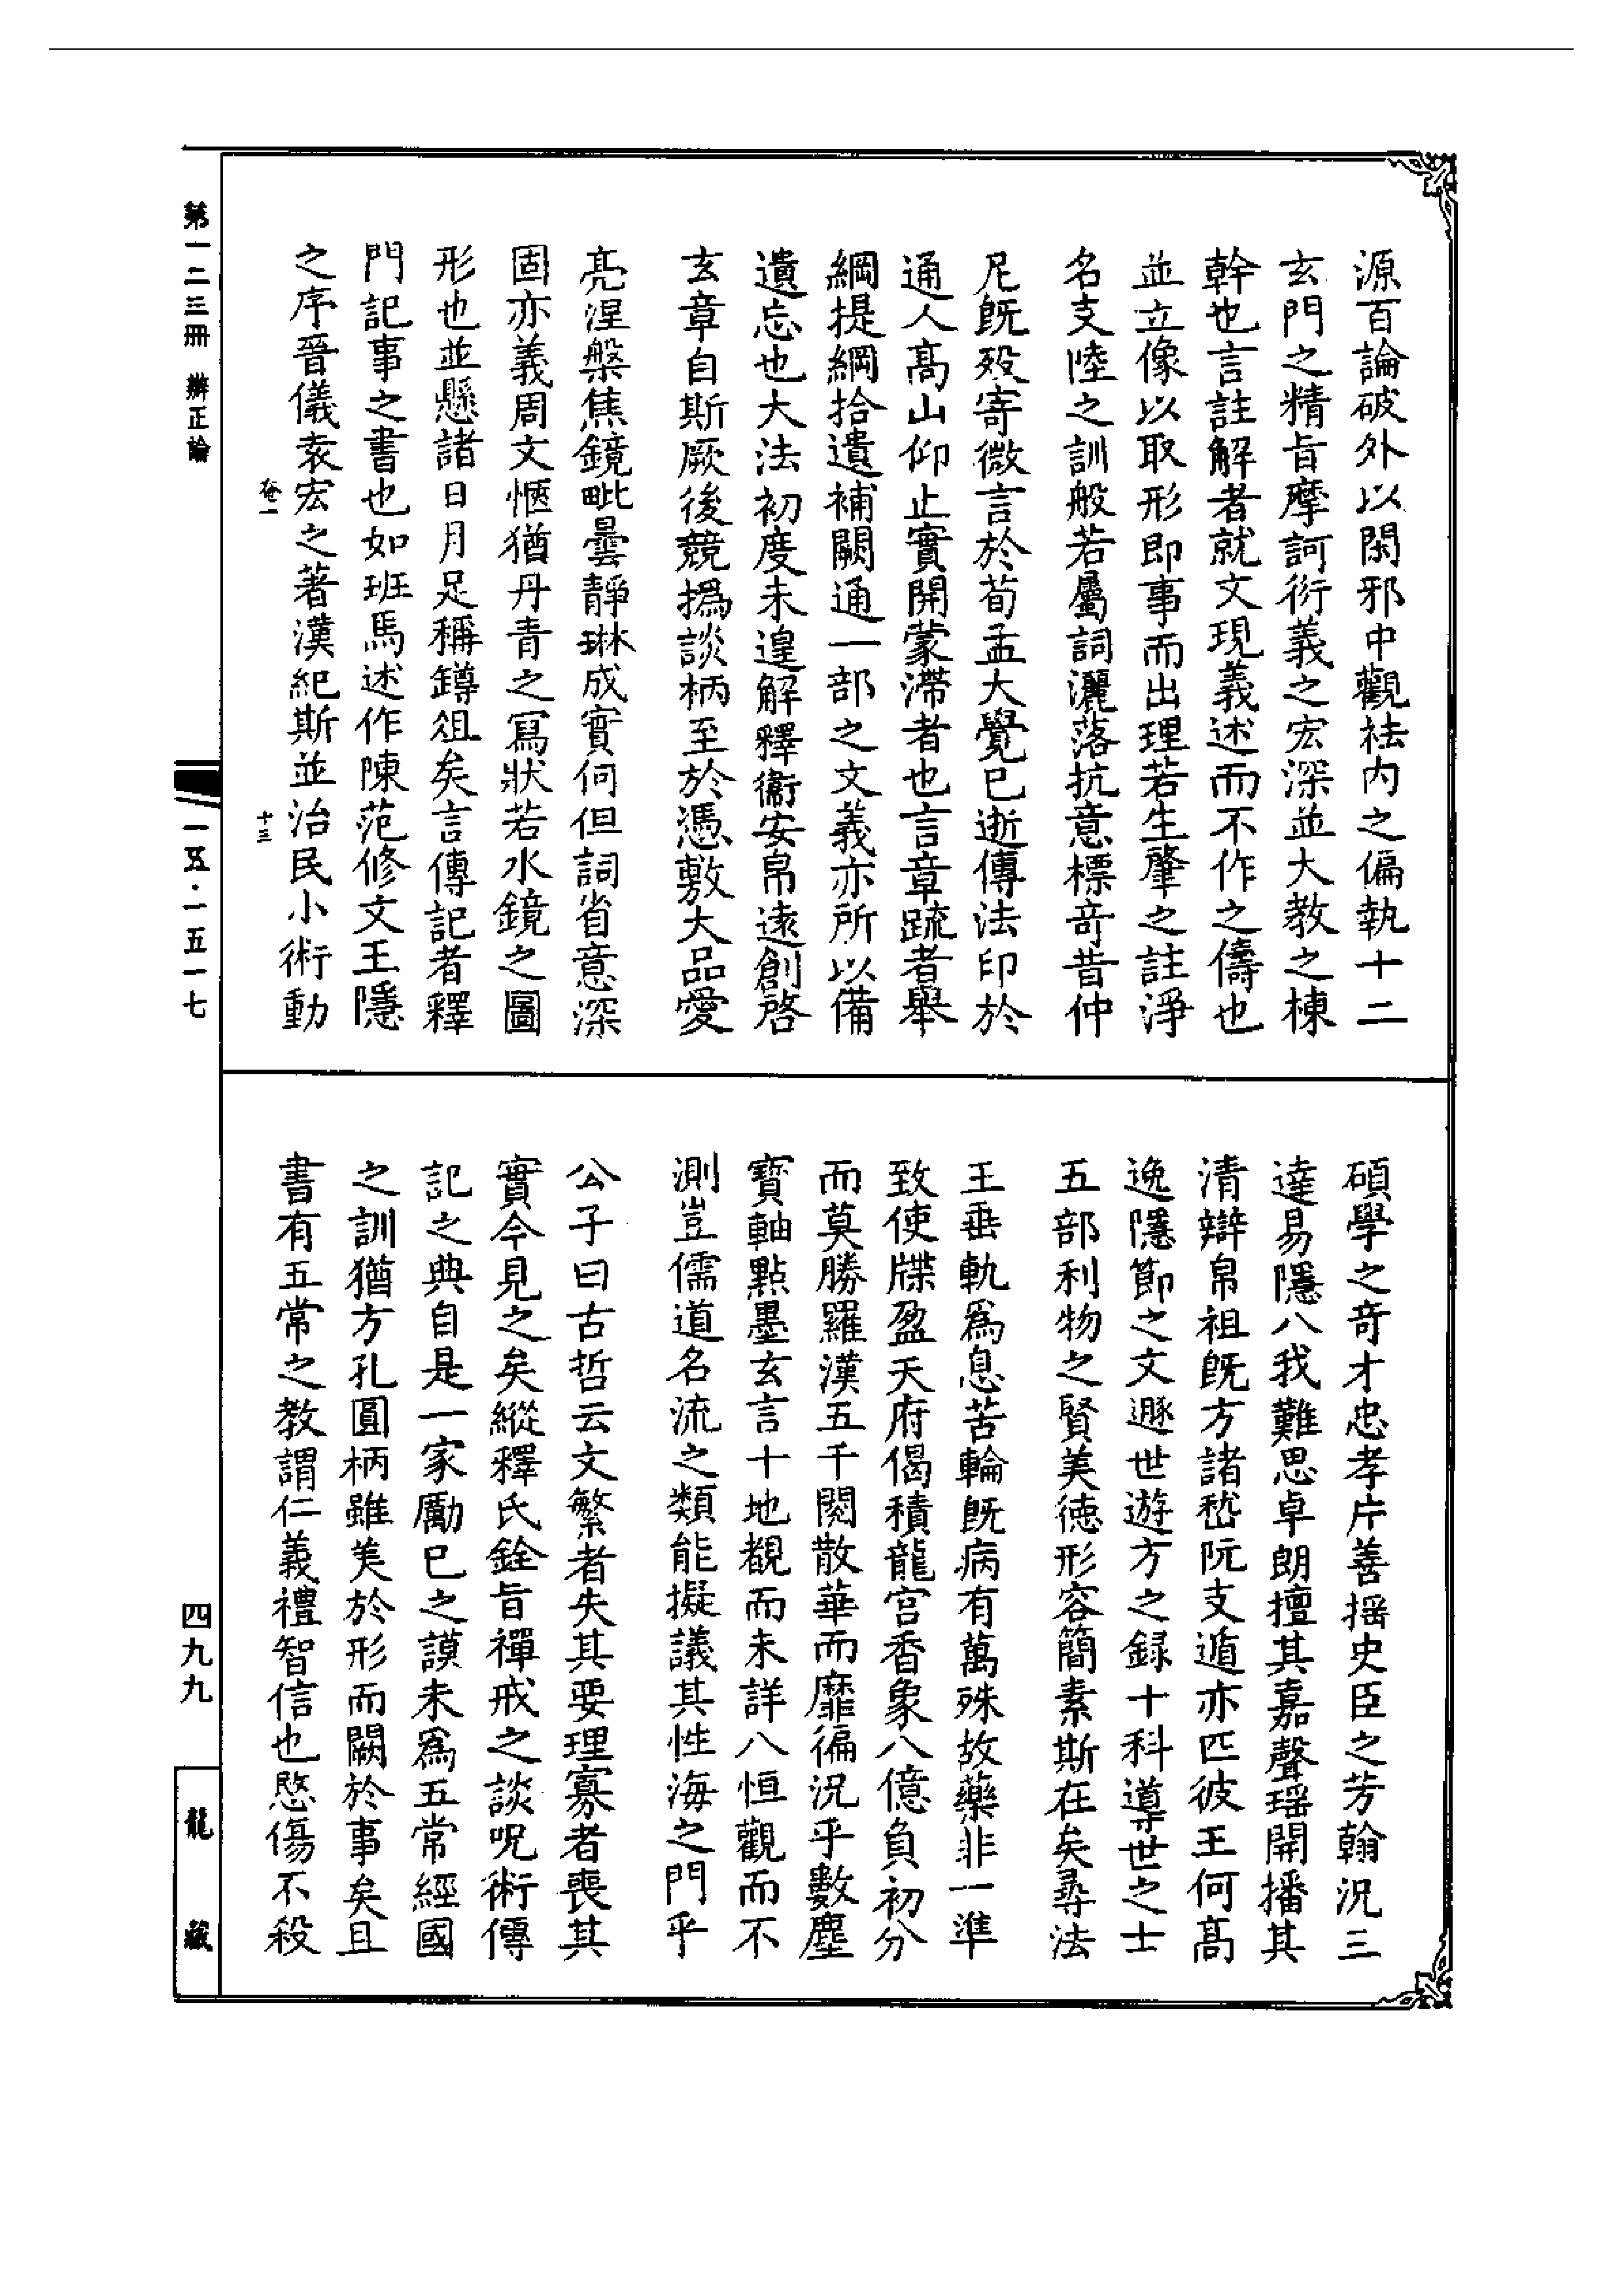 源百論破外以閑邪中觀祛內之偏執十二
玄門之精旨摩訶衍義之宏深並大教之棟
幹也言註解者就文現義述而不作之儔也
並立像以取形即事而出理若生肇之註淨
名支陸之訓般若屬詞灑落抗意標奇昔仲
尼既歿寄微言於荀孟大覺已逝傳法印於
通人高山仰止實開蒙滯者也言章䟽者舉
綱提綱拾遺補闕通一部之文義亦所以備
遺忘也大法初度未遑解釋衞安帛遠創啓
玄章自斯厥後競撝談柄至於憑敷大品愛
亮涅槃焦鏡毗曇靜琳成實何但詞省意深
固亦義周文愜猶丹青之寫狀若水鏡之圖
形也並懸諸日月足稱鐏俎矣言傳記者釋
門記事之書也如班馬述作陳范修文王隱
之序晉儀袁宏之著漢紀斯並治民小術動
碩學之奇才忠孝片善揺史臣之芳翰況三
達易隱八我難思卓朗擅其嘉聲瑶開播其
清辯帛祖既方諸嵇阮支遁亦匹彼王何高
逸隱節之文遯世遊方之録十科導世之士
五部利物之賢美徳形容簡素斯在矣尋法
王垂軌爲息苦輪既病有萬殊故藥非一準
致使牒盈天府偈積龍宫香象八億負初分
而莫勝羅漢五千閱散華而靡徧況乎數塵
寶軸點墨玄言十地覩而未詳八恒觀而不
測豈儒道名流之類能擬議其性海之門乎
公子曰古哲云文繁者失其要理寡者喪其
實今見之矣縱釋氏銓旨禪戒之談呪術傳
記之典自是一家勵已之謨未爲五常經國
之訓猶方孔圓柄雖美於形而闕於事矣且
書有五常之教謂仁義禮智信也愍傷不殺
第一二三冊 辨正論
卷一
十三
一五·一五一七
四九九
龍藏